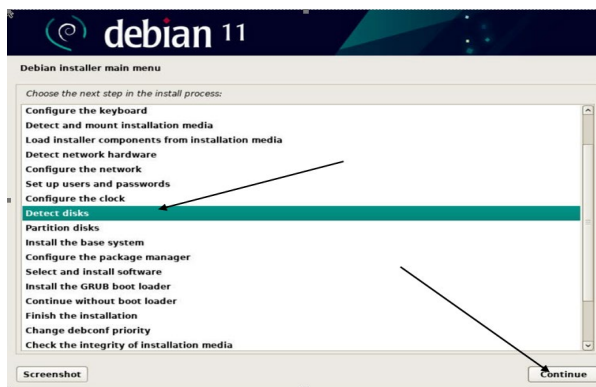 debian 11
Debian installer main menu
Choose the next step in the install process:
Configure the keyboard
Detect and mount installation media
Load installer components from installation media
Detect network hardware
Configure the network
Set up users and passwords
Configure the clock
Detect disks
Partition disks
Install the base system
Configure the package manager
Select and install software
Install the GRUB boot loader
Continue without boot loader
Finish the installation
Change debconf priority
Check the integrity of installation media
Screenshot
Continue